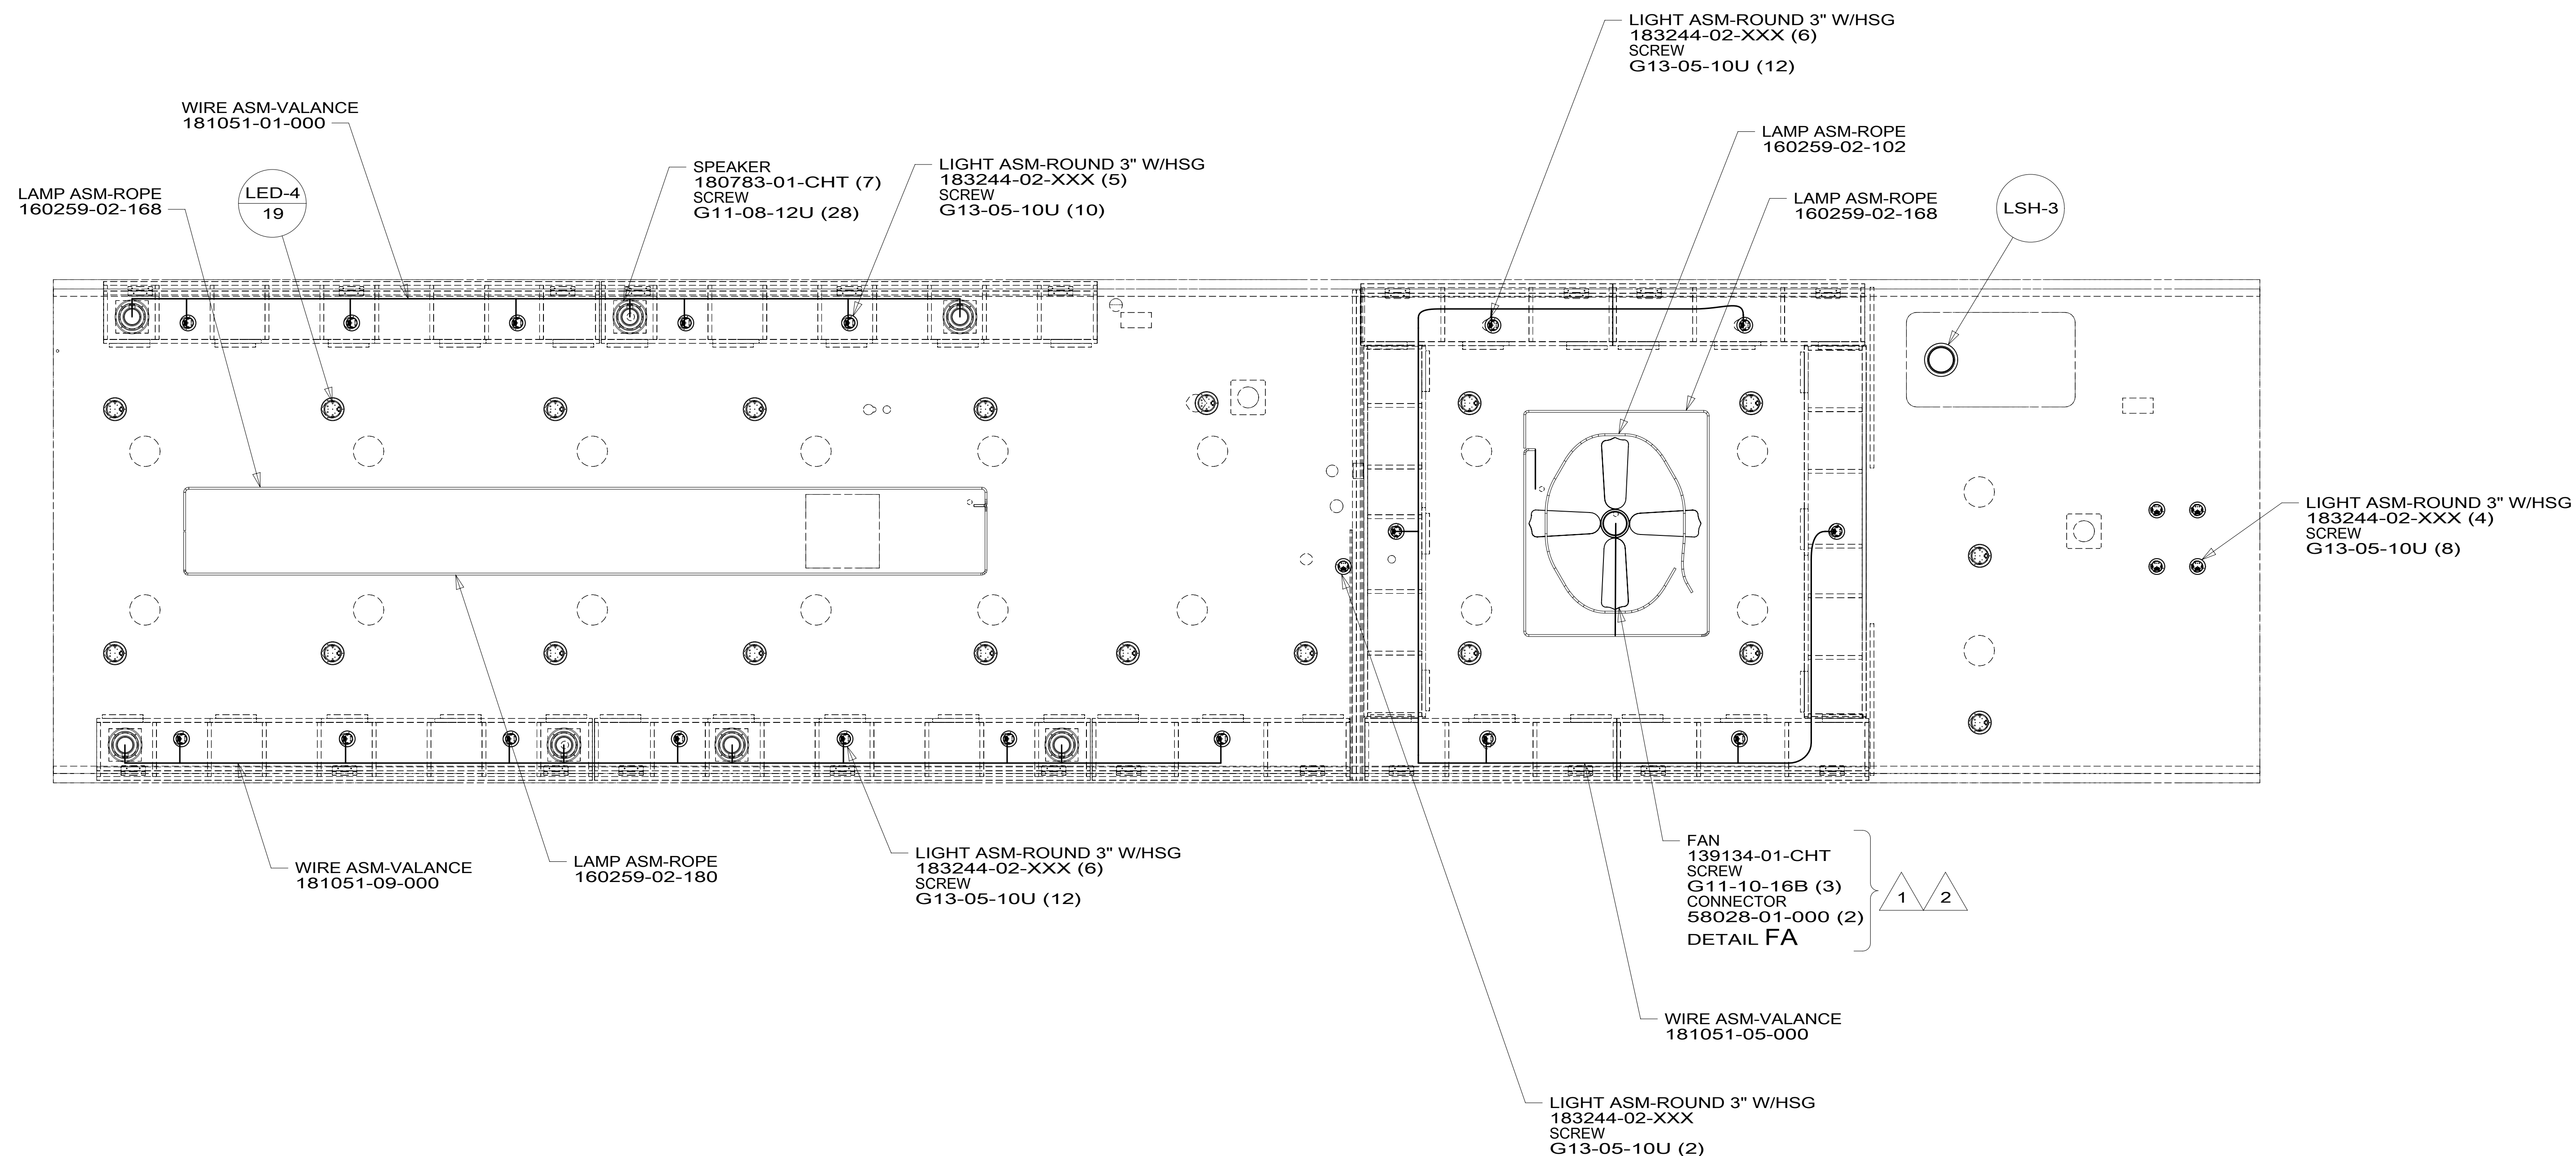 LIGHT ASM-ROUND 3" W/HSG
183244-02-XXX (6)
SCREW
G13-05-10U (12)
WIRE ASM-VALANCE
181051-01-000
LAMP ASM-ROPE
160259-02-102
SPEAKER
180783-01-CHT (7)
SCREW
G11-08-12U (28)
LIGHT ASM-ROUND 3" W/HSG
183244-02-XXX (5)
SCREW
G13-05-10U (10)
LAMP ASM-ROPE
160259-02-168
LED-4
19
LAMP ASM-ROPE
160259-02-168
LSH-3
LIGHT ASM-ROUND 3" W/HSG
183244-02-XXX (4)
SCREW
G13-05-10U (8)
WIRE ASM-VALANCE
181051-09-000
LAMP ASM-ROPE
160259-02-180
LIGHT ASM-ROUND 3" W/HSG
183244-02-XXX (6)
SCREW
G13-05-10U (12)
FAN
139134-01-CHT
SCREW
G11-10-16B (3)
CONNECTOR
58028-01-000 (2)
DETAIL FA
1
2
WIRE ASM-VALANCE
181051-05-000
LIGHT ASM-ROUND 3" W/HSG
183244-02-XXX
SCREW
G13-05-10U (2)